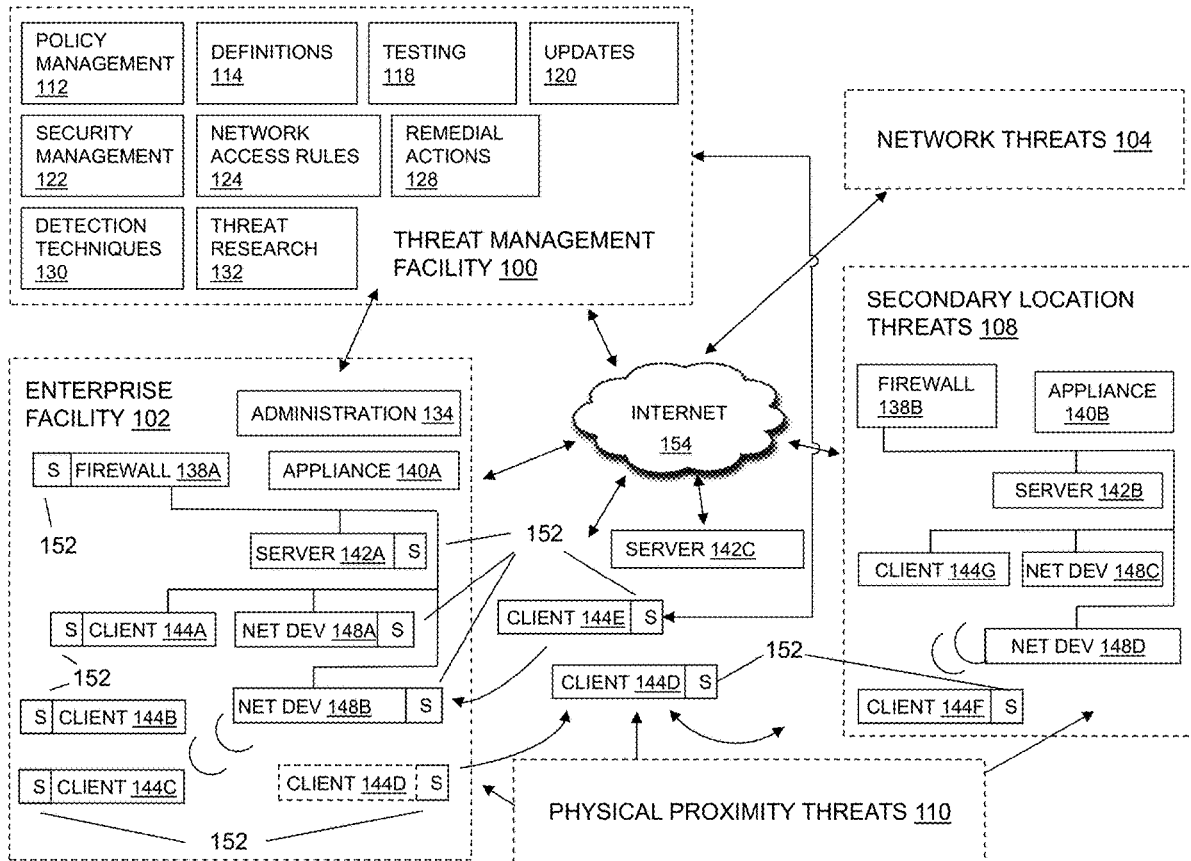 POLICY
MANAGEMENT
112
DEFINITIONS
114
TESTING
118
UPDATES
120
SECURITY
MANAGEMENT
122
NETWORK
ACCESS RULES
124
REMEDIAL
ACTIONS
128
DETECTION
TECHNIQUES
130
THREAT
RESEARCH
132
THREAT MANAGEMENT
FACILITY 100
NETWORK THREATS 104
ENTERPRISE
FACILITY 102
ADMINISTRATION 134
S FIREWALL 138A
APPLIANCE 140A
152
SERVER 142A S
S CLIENT 144A
NET DEV 148A S
152
S CLIENT 144B
NET DEV 148B S
S CLIENT 144C
CLIENT 144D S
152
INTERNET
154
152
SERVER 142C
CLIENT 144E S
CLIENT 144D S
152
SECONDARY LOCATION
THREATS 108
FIREWALL
138B
APPLIANCE
140B
SERVER 142B
CLIENT 144G
NET DEV 148C
NET DEV 148D
CLIENT 144F S
PHYSICAL PROXIMITY THREATS 110